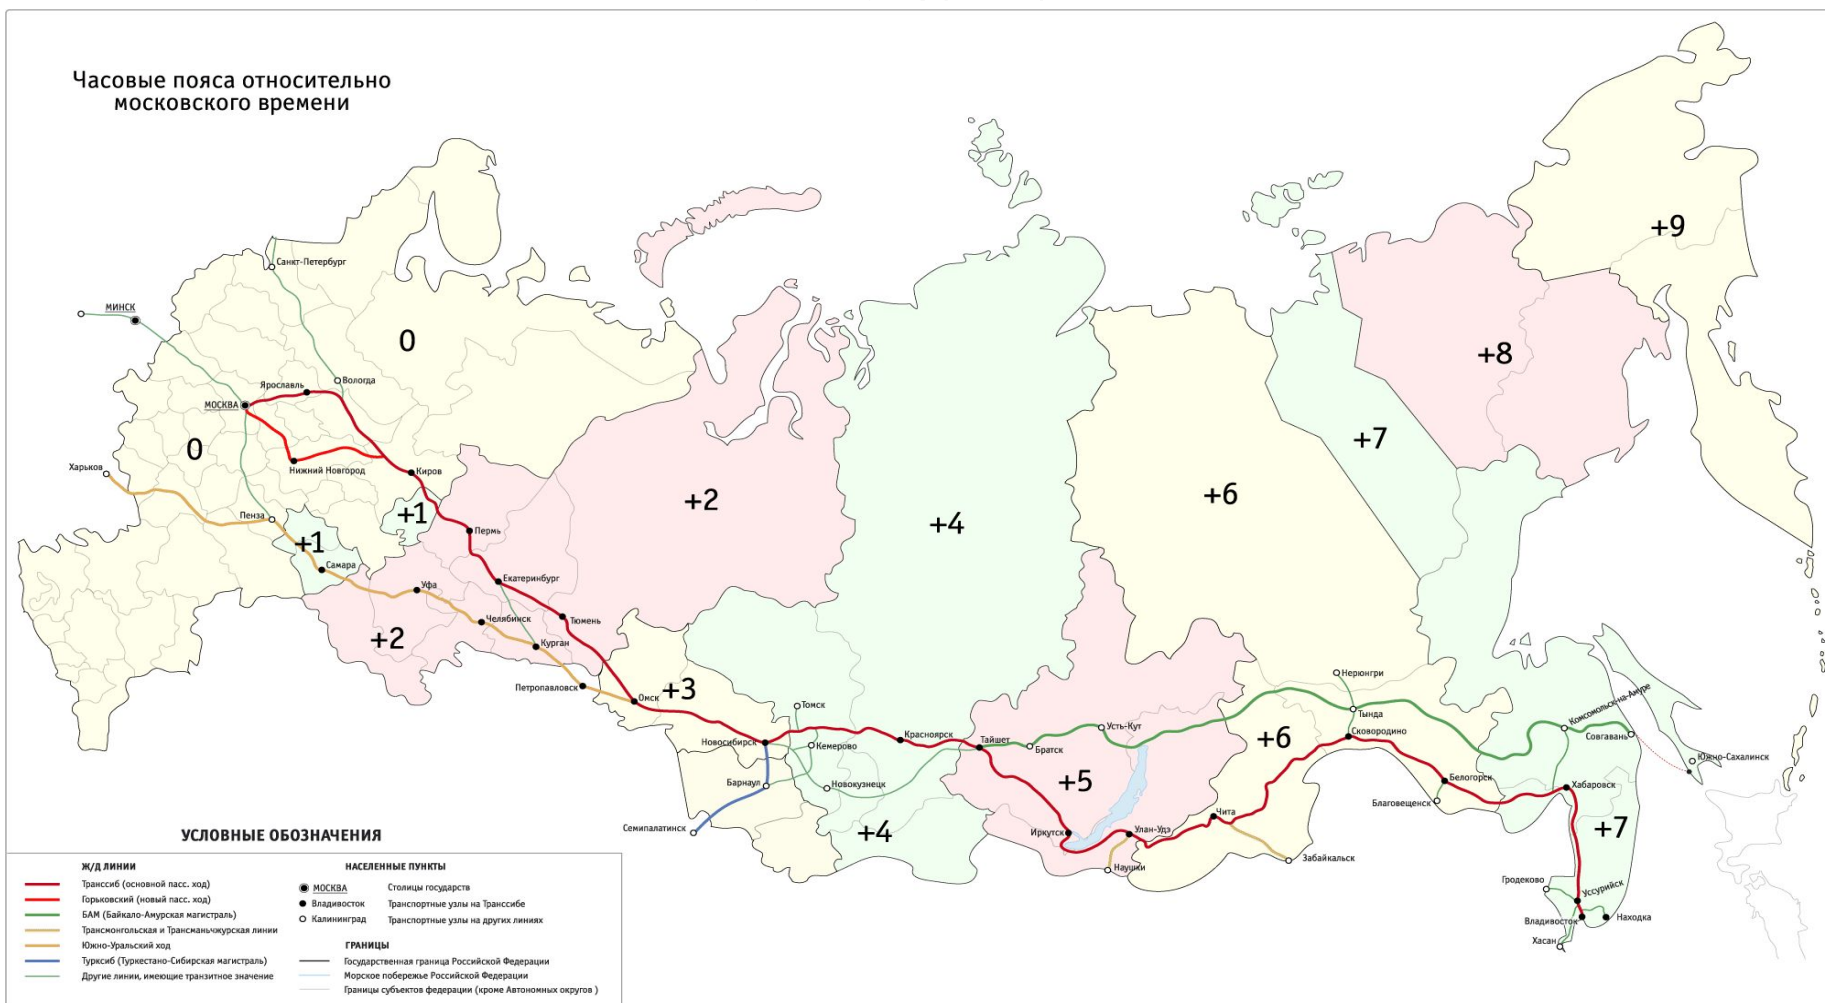 Часовые пояса относительно
московского времени
+9
Санкт-Петербург
МИНСК
0
+8
Вологда
Ярославль
МОСКВА
+7
0
Нижний Новгород
Киров
Харьков
+2
+6
+4
Пенза
+1
Пермь
+1
Самара
Екатеринбург
Уфа
Тюмень
Челябинск
+2
Курган
Петропавловск
Омск
+3
Нерюнгри
Томск
Тында
Комсомольск-на-Амуре
Усть-Кут
Сковородино
Совгавань
Новосибирск
Кемерово
Красноярск
Тайшет
Братск
+6
Южно-Сахалинск
Барнаул
Новокузнецк
+5
Белогорск
Хабаровск
Благовещенск
Семипалатинск
+4
Иркутск
Улан-Удэ
Чита
+7
Забайкальск
Наушки
Гродеково
Уссурийск
Владивосток
Находка
Хасан
УСЛОВНЫЕ ОБОЗНАЧЕНИЯ
Ж/Д ЛИНИИ
Транссиб (основной пасс. ход)
Горьковский (новый пасс. ход)
БАМ (Байкало-Амурская магистраль)
Трансмонгольская и Трансманьчжурская линии
Южно-Уральский ход
Турксиб (Туркестано-Сибирская магистраль)
Другие линии, имеющие транзитное значение
НАСЕЛЕННЫЕ ПУНКТЫ
МОСКВА Столицы государств
Владивосток Транспортные узлы на Транссибе
Калининград Транспортные узлы на других линиях
ГРАНИЦЫ
Государственная граница Российской Федерации
Морское побережье Российской Федерации
Границы субъектов федерации (кроме Автономных округов )